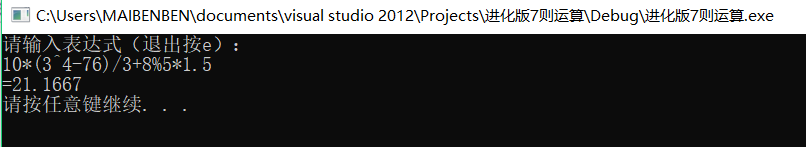 C:\Users\MAIBENBEN\documents\visual studio 2012\Projects\进化版7则运算\Debug\进化版7则运算.exe
请输入表达式（退出按e）：
10*(3^4-76)/3+8%5*1.5
=21.1667
请按任意键继续. . .